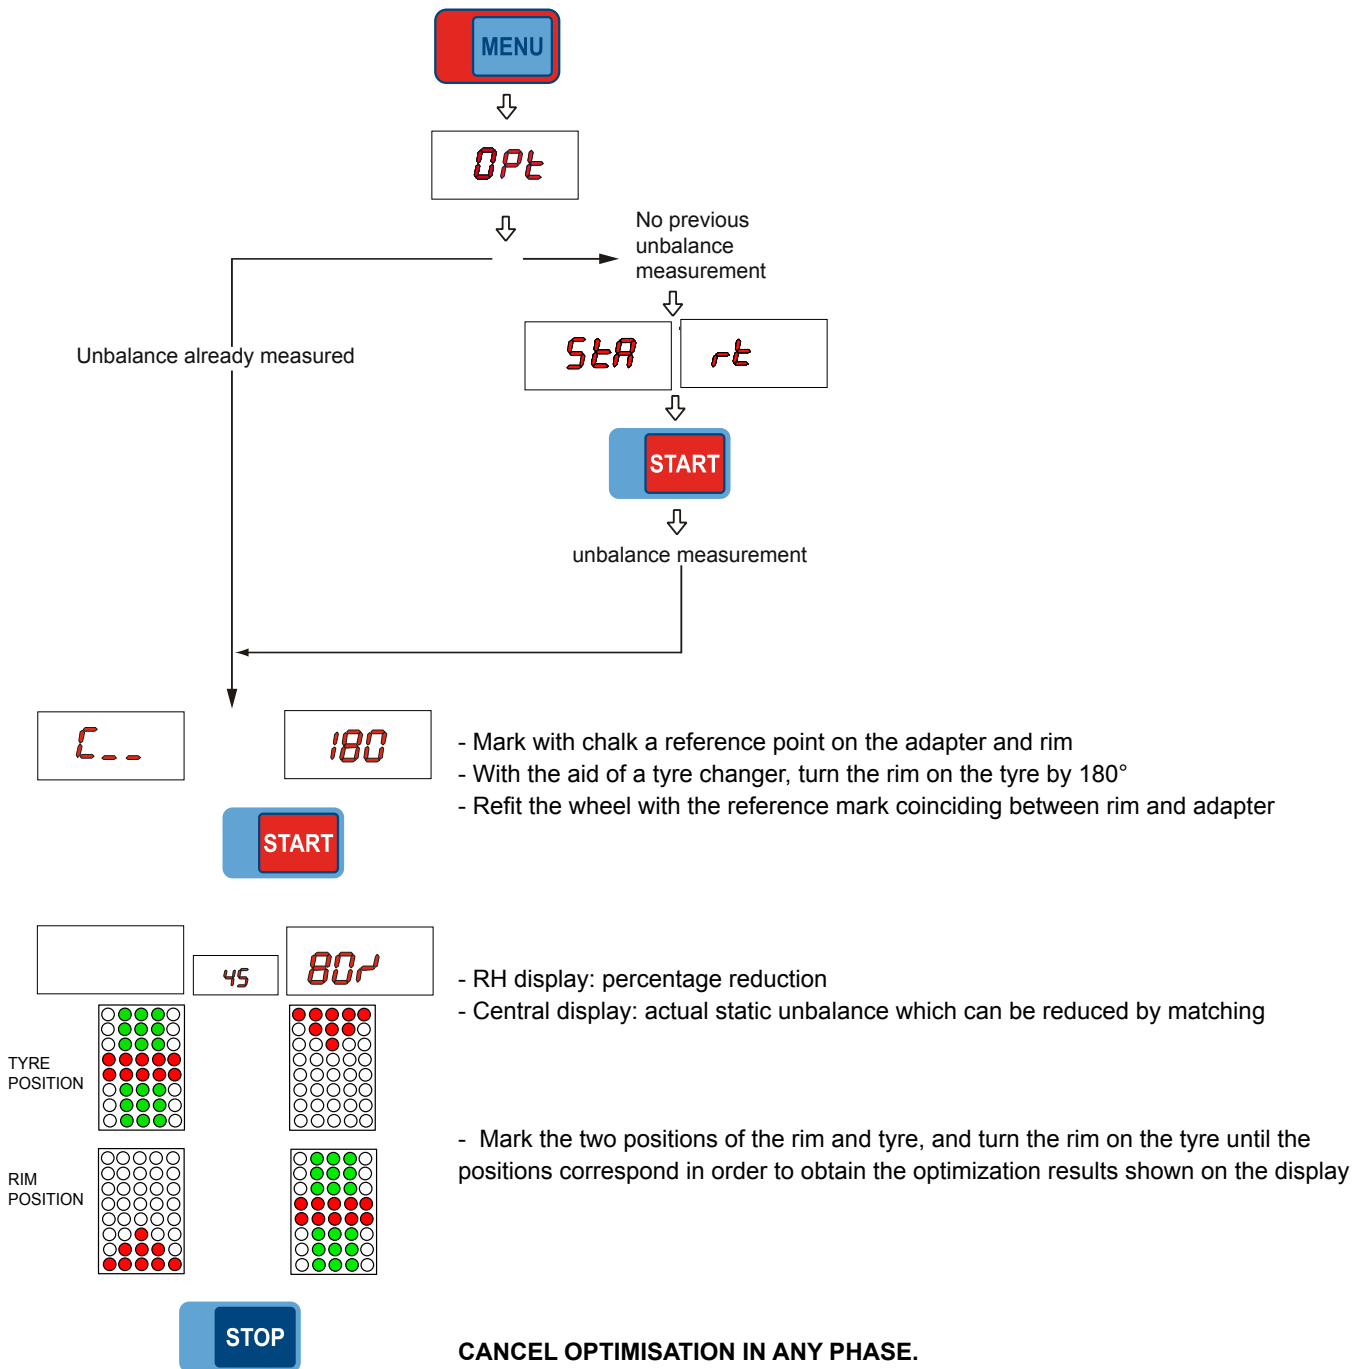 MENU
OPt
No previous
unbalance
measurement
Unbalance already measured
StA rt
START
unbalance measurement
C__ 180
- Mark with chalk a reference point on the adapter and rim
- With the aid of a tyre changer, turn the rim on the tyre by 180°
- Refit the wheel with the reference mark coinciding between rim and adapter
START
45 80r
- RH display: percentage reduction
- Central display: actual static unbalance which can be reduced by matching
TYRE
POSITION
- Mark the two positions of the rim and tyre, and turn the rim on the tyre until the
positions correspond in order to obtain the optimization results shown on the display
RIM
POSITION
STOP
CANCEL OPTIMISATION IN ANY PHASE.